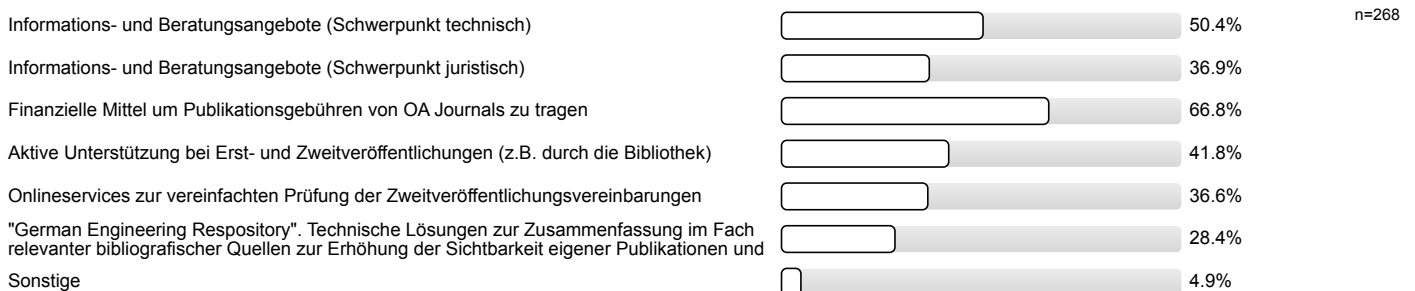 Informations- und Beratungsangebote (Schwerpunkt technisch) 50.4% n=268
Informations- und Beratungsangebote (Schwerpunkt juristisch) 36.9%
Finanzielle Mittel um Publikationsgebühren von OA Journals zu tragen 66.8%
Aktive Unterstützung bei Erst- und Zweitveröffentlichungen (z.B. durch die Bibliothek) 41.8%
Onlineservices zur vereinfachten Prüfung der Zweitveröffentlichungsvereinbarungen 36.6%
"German Engineering Respository". Technische Lösungen zur Zusammenfassung im Fach
relevanter bibliografischer Quellen zur Erhöhung der Sichtbarkeit eigener Publikationen und 28.4%
Sonstige 4.9%